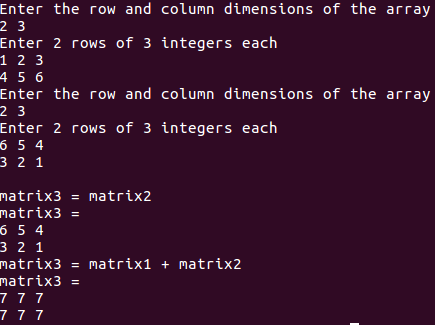 Enter the row and column dimensions of the array
2 3
Enter 2 rows of 3 integers each
1 2 3
4 5 6
Enter the row and column dimensions of the array
2 3
Enter 2 rows of 3 integers each
6 5 4
3 2 1

matrix3 = matrix2
matrix3 =
6 5 4
3 2 1
matrix3 = matrix1 + matrix2
matrix3 =
7 7 7
7 7 7